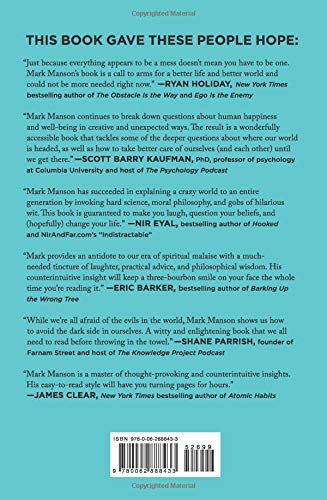 THIS BOOK GAVE THESE PEOPLE HOPE:
"Just because everything appears to be a mess doesn't mean you have to be one.
Mark Manson's book is a call to arms for a better life and better world and
could not be more needed right now." —RYAN HOLIDAY, New York Times
bestselling author of The Obstacle Is the Way and Ego Is the Enemy
"Mark Manson continues to break down questions about human happiness
and well-being in creative and unexpected ways. The result is a wonderfully
accessible book that tackles some of the deeper questions about where our world
is headed, as well as how to take better care of ourselves (and each other) until
we get there." —SCOTT BARRY KAUFMAN, PhD, professor of psychology
at Columbia University and host of The Psychology Podcast
"Mark Manson has succeeded in explaining a crazy world to an entire
generation by invoking hard science, moral philosophy, and gobs of hilarious
wit. This book is guaranteed to make you laugh, question your beliefs, and
(hopefully) change your life." —NIR EYAL, bestselling author of Hooked
and NirAndFar.com's "Indistractable"
"Mark provides an antidote to our era of spiritual malaise with a much-
needed tincture of laughter, practical advice, and philosophical wisdom. His
counterintuitive insight will keep a three-bourbon smile on your face the whole
time you're reading it." —ERIC BARKER, bestselling author of Barking Up
the Wrong Tree
"While we're all afraid of the evils in the world, Mark Manson shows us how
to avoid the dark side in ourselves. A witty and enlightening book that we all
need to read before throwing in the towel." —SHANE PARRISH, founder of
Farnam Street and host of The Knowledge Project Podcast
"Mark Manson is a master of thought-provoking and counterintuitive insights.
His easy-to-read style will have you turning pages for hours."
—JAMES CLEAR, New York Times bestselling author of Atomic Habits
ISBN 978-0-06-288843-3
52699
9 780062 888433